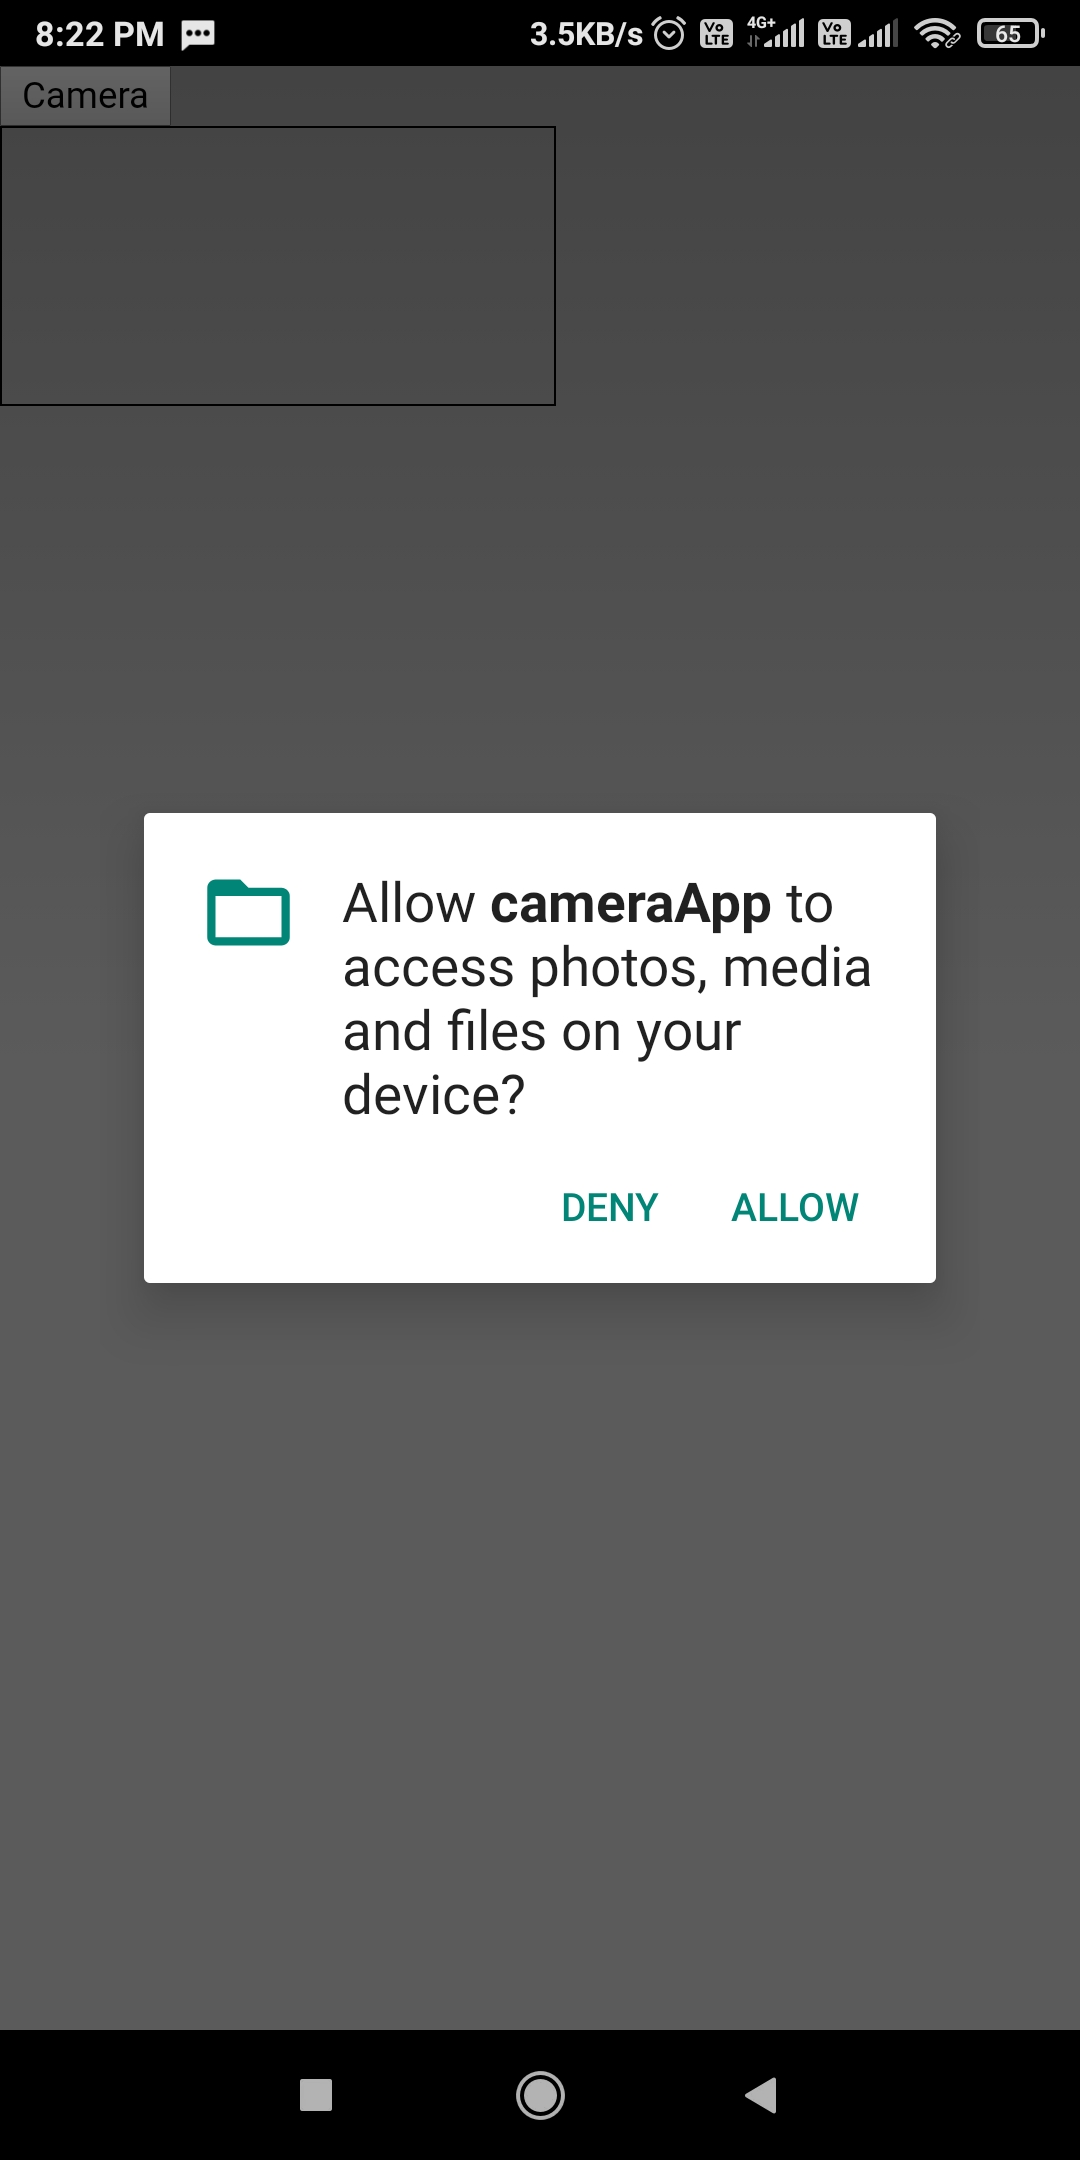 8:22 PM 3.5KB/s Vo LTE 4G+ Vo LTE 65
Camera
Allow cameraApp to
access photos, media
and files on your
device?
DENY ALLOW